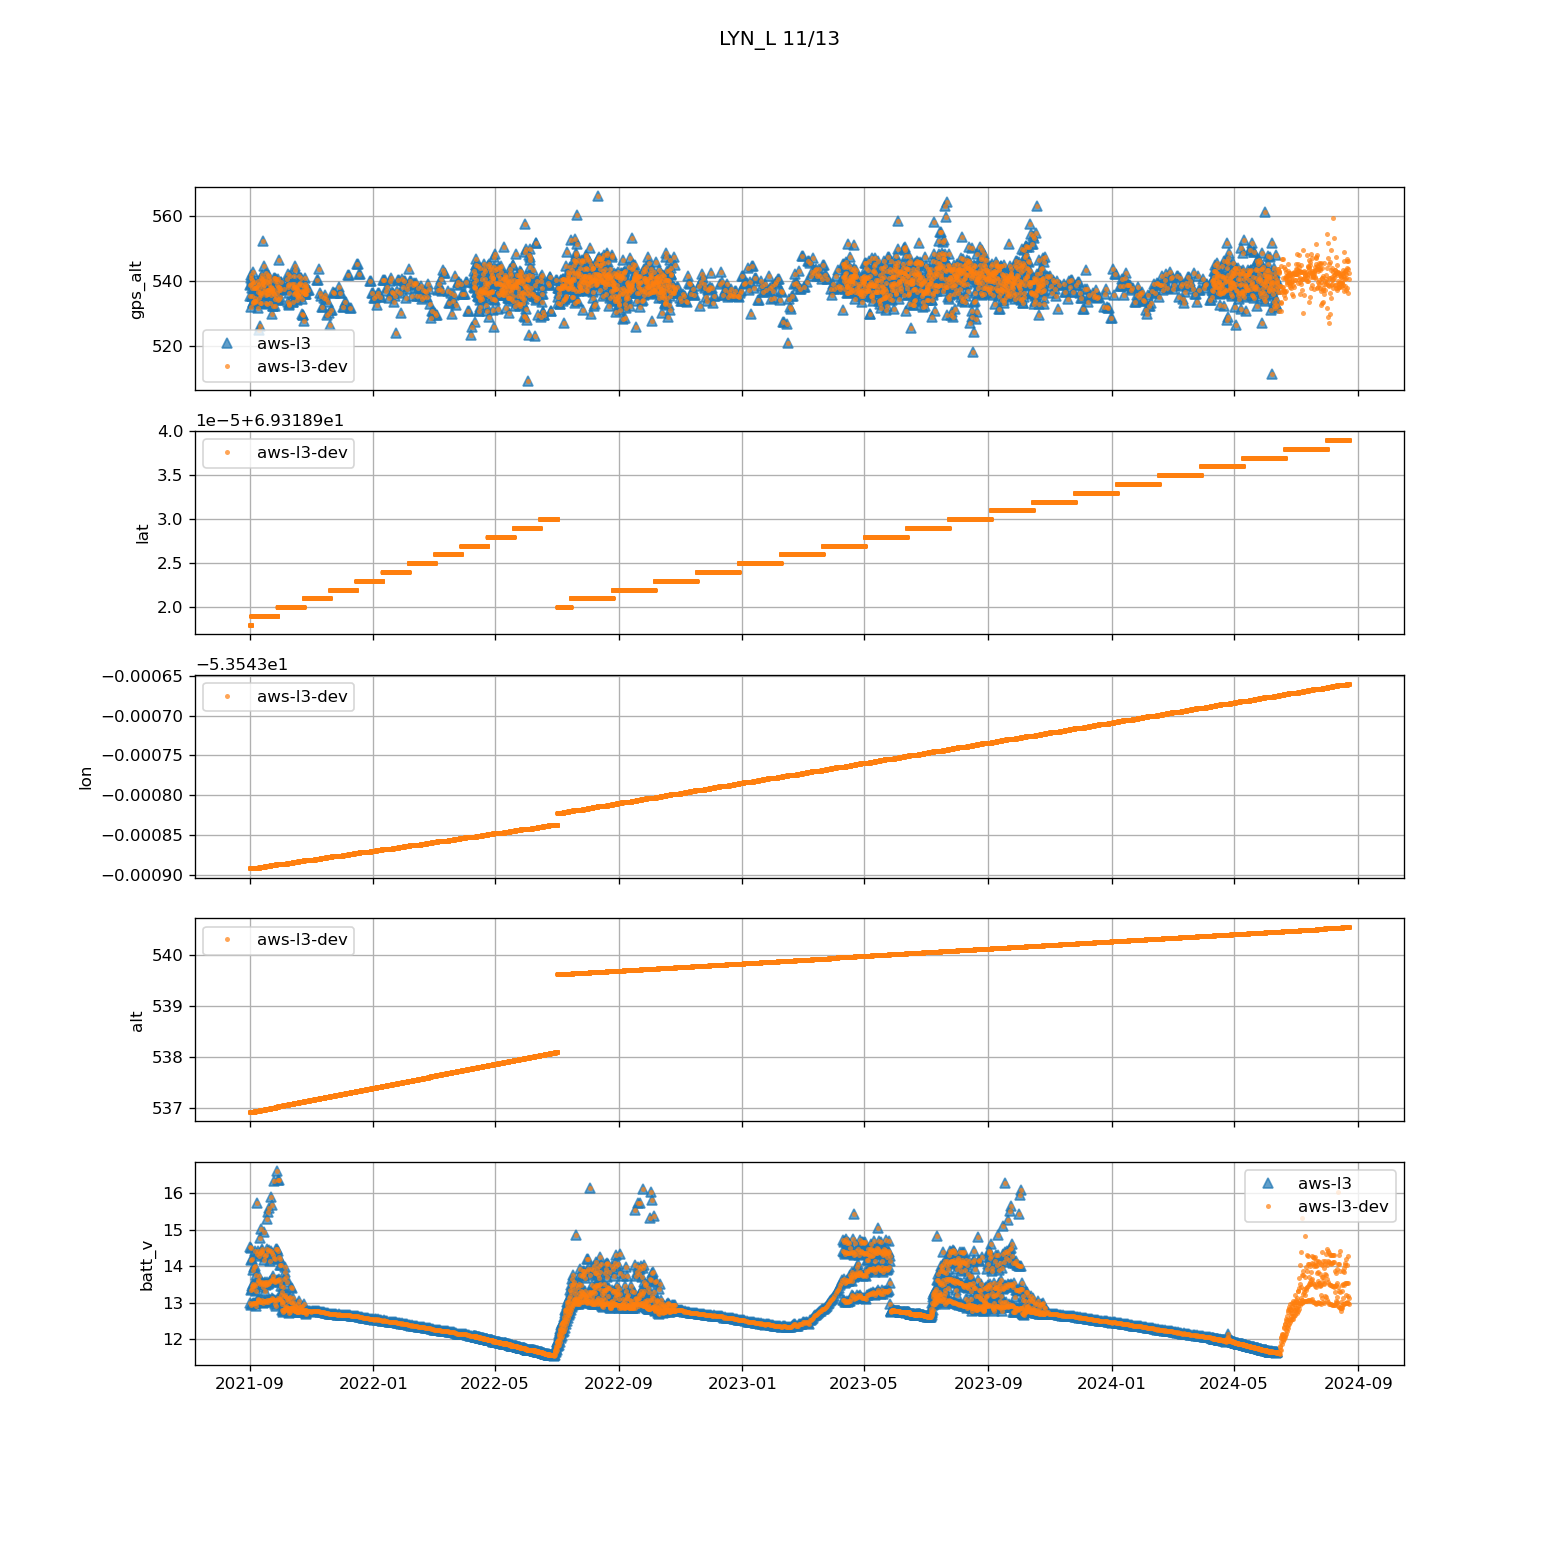 LYN_L 11/13
gps_alt
560
540
520
aws-l3
aws-l3-dev
1e−5+6.93189e1
lat
4.0
3.5
3.0
2.5
2.0
aws-l3-dev
−5.3543e1
lon
−0.00065
−0.00070
−0.00075
−0.00080
−0.00085
−0.00090
aws-l3-dev
alt
540
539
538
537
aws-l3-dev
batt_v
16
15
14
13
12
aws-l3
aws-l3-dev
2021-09 2022-01 2022-05 2022-09 2023-01 2023-05 2023-09 2024-01 2024-05 2024-09